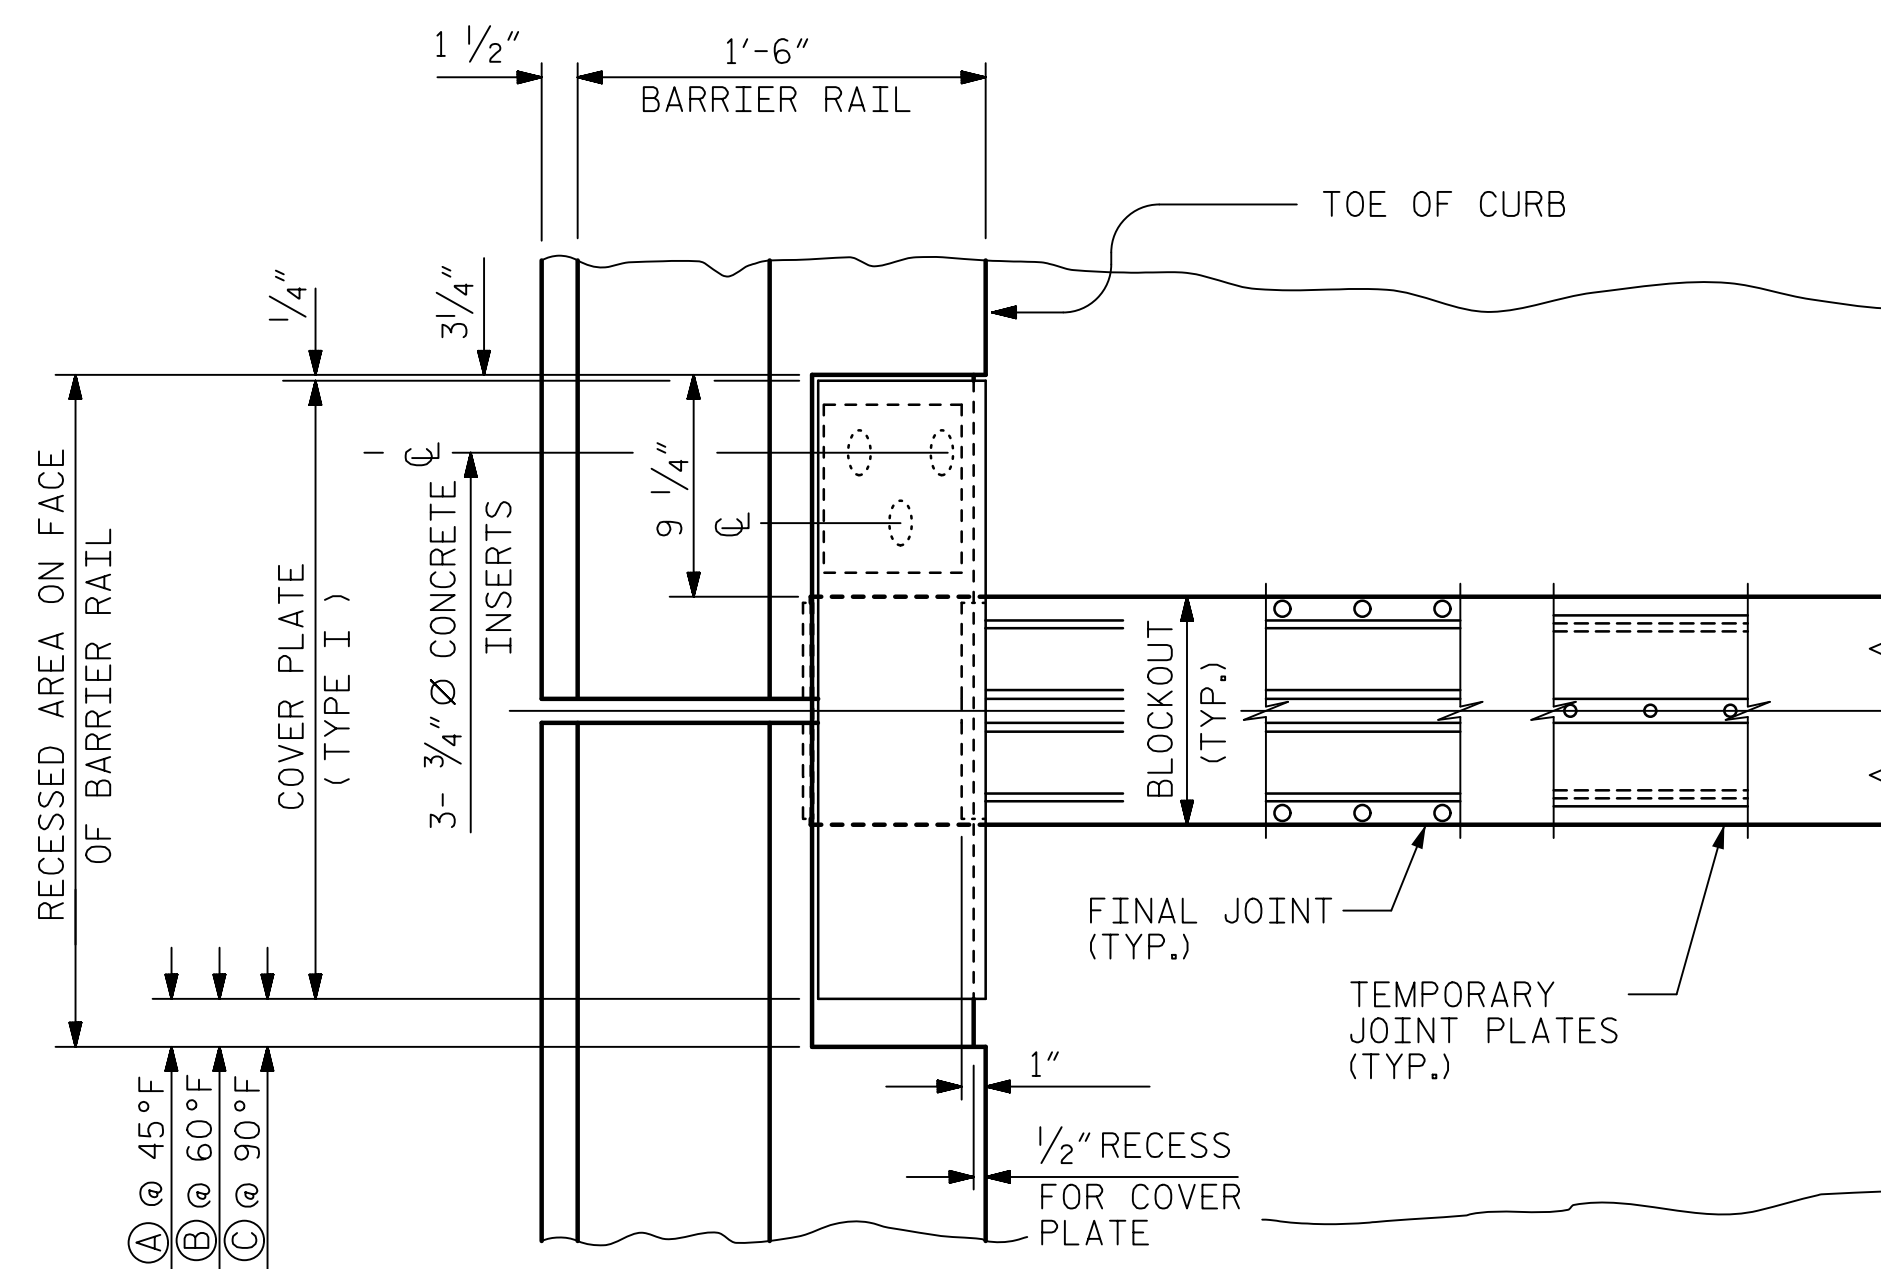 1 1/2"
1'-6"
BARRIER RAIL
TOE OF CURB
1/4"
3 1/4"
9 1/4"
℄
℄
3- 3/4" Ø CONCRETE
INSERTS
RECESSED AREA ON FACE
OF BARRIER RAIL
COVER PLATE
(TYPE I )
BLOCKOUT
(TYP.)
FINAL JOINT
(TYP.)
TEMPORARY
JOINT PLATES
(TYP.)
1"
1/2" RECESS
FOR COVER
PLATE
Ⓐ @ 45°F
Ⓑ @ 60°F
Ⓒ @ 90°F